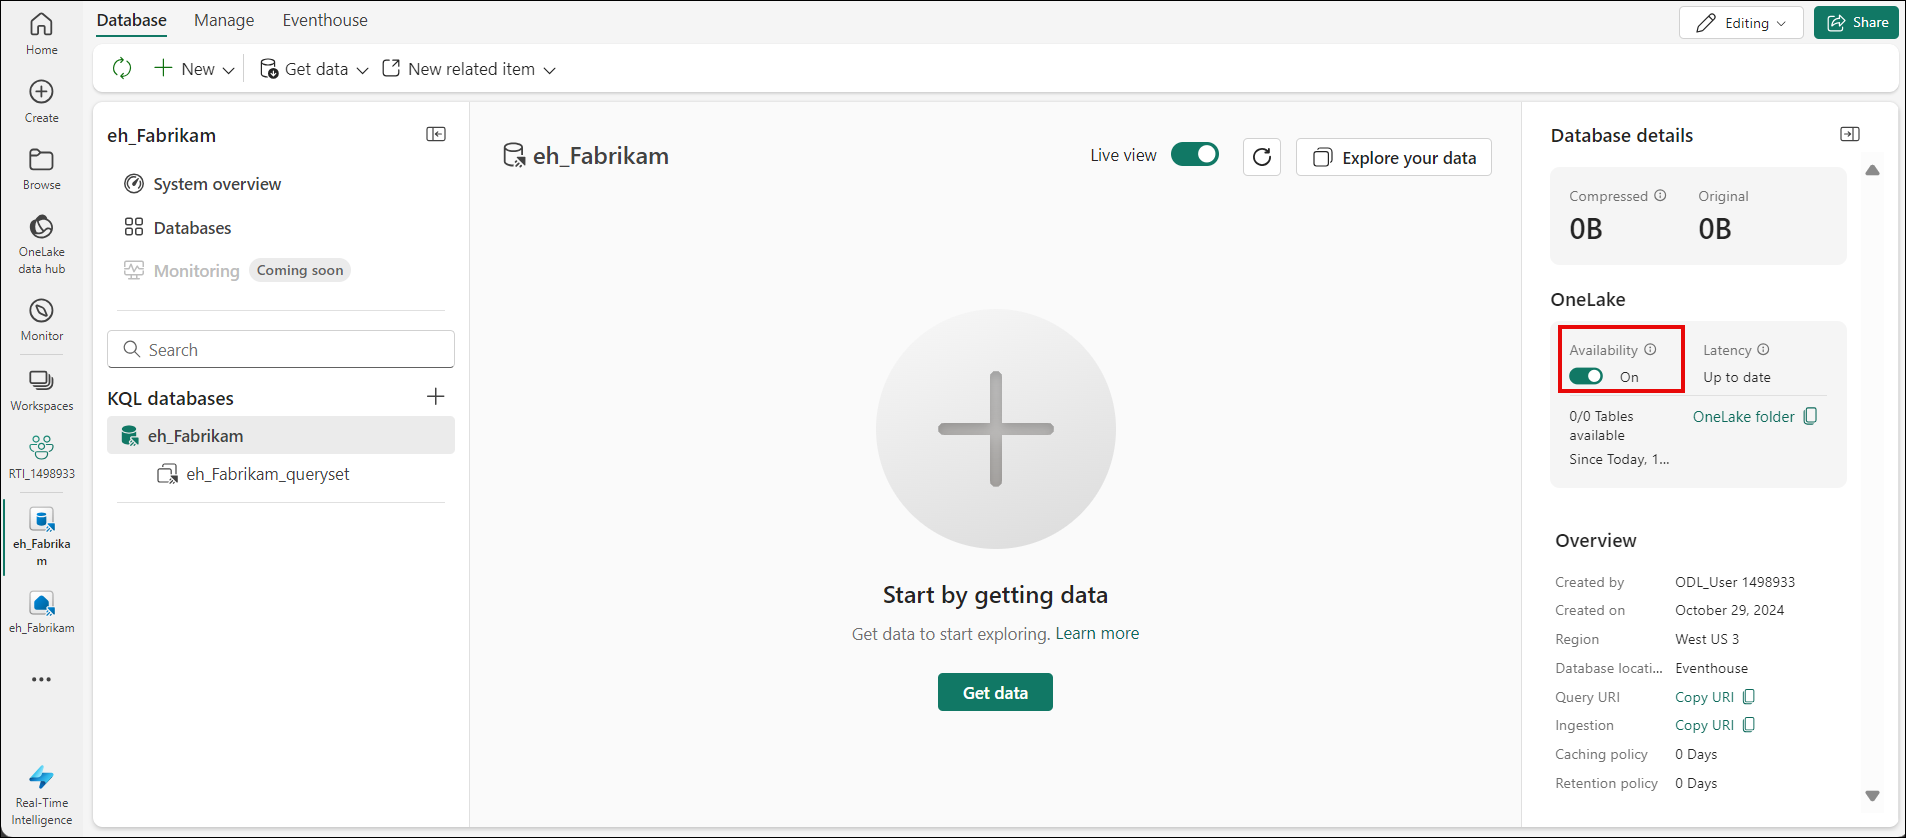 Home
Create
Browse
OneLake
data hub
Monitor
Workspaces
RTI_1498933
eh_Fabrika
m
eh_Fabrikam
Real-Time
Intelligence
Database Manage Eventhouse
Editing
Share
New
Get data
New related item
eh_Fabrikam
System overview
Databases
Monitoring Coming soon
Search
KQL databases
eh_Fabrikam
eh_Fabrikam_queryset
eh_Fabrikam
Live view
Explore your data
Start by getting data
Get data to start exploring. Learn more
Get data
Database details
Compressed Original
0B 0B
OneLake
Availability Latency
On Up to date
0/0 Tables OneLake folder
available
Since Today, 1...
Overview
Created by ODL_User 1498933
Created on October 29, 2024
Region West US 3
Database locati... Eventhouse
Query URI Copy URI
Ingestion Copy URI
Caching policy 0 Days
Retention policy 0 Days